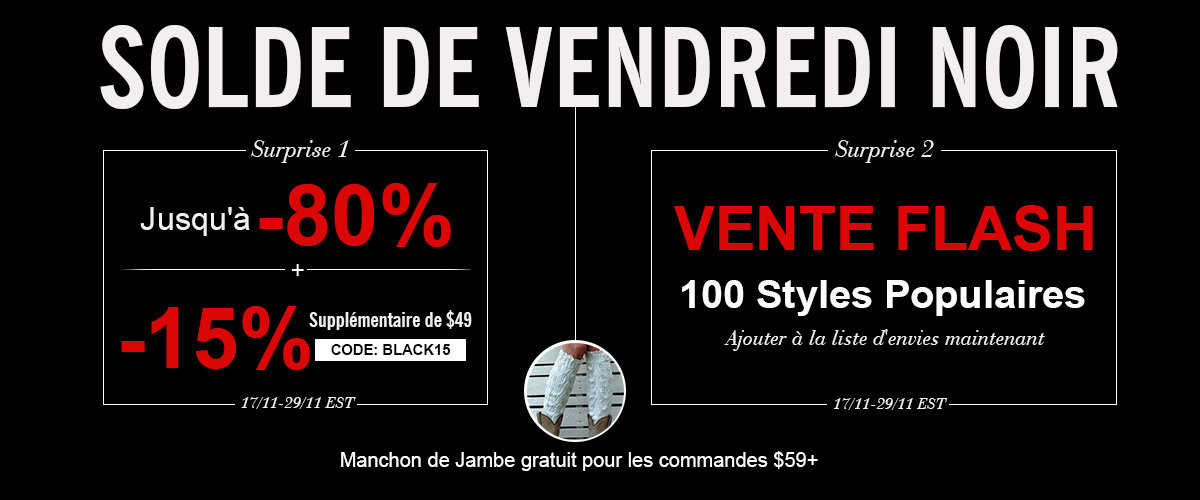 SOLDE DE VENDREDI NOIR
Surprise 1
Jusqu'à -80%
+
-15% Supplémentaire de $49
CODE: BLACK15
17/11-29/11 EST
Surprise 2
VENTE FLASH
100 Styles Populaires
Ajouter à la liste d'envies maintenant
17/11-29/11 EST
Manchon de Jambe gratuit pour les commandes $59+